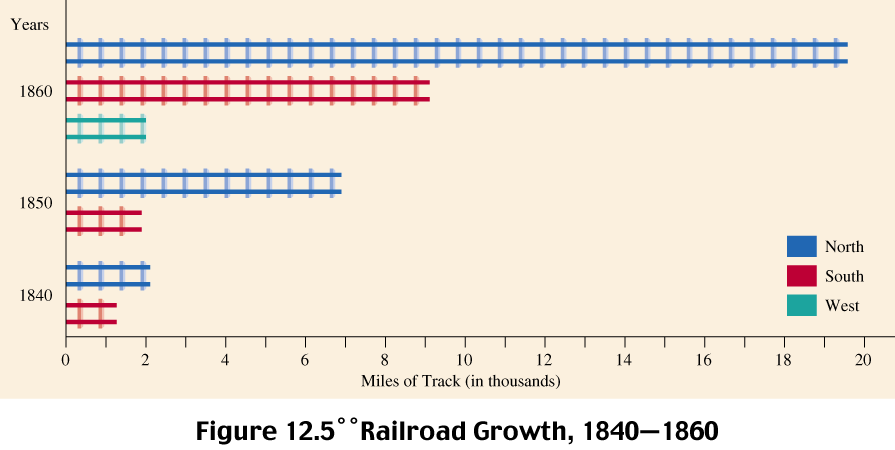 Years
1860
1850
1840
North
South
West
0 2 4 6 8 10 12 14 16 18 20
Miles of Track (in thousands)
Figure 12.5°°Railroad Growth, 1840—1860